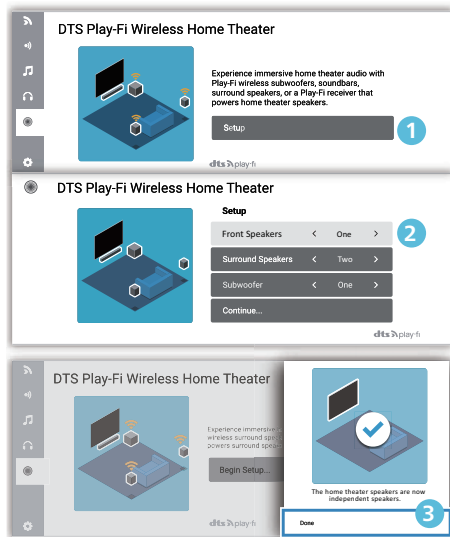 DTS Play-Fi Wireless Home Theater
Experience immersive home theater audio with
Play-Fi wireless subwoofers, soundbars,
surround speakers, or a Play-Fi receiver that
powers home theater speakers.
Setup
1
dts play-fi
DTS Play-Fi Wireless Home Theater
Setup
Front Speakers < One >
2
Surround Speakers < Two >
Subwoofer < One >
Continue...
dts play-fi
DTS Play-Fi Wireless Home Theater
Experience immersive
wireless surround
powers surround
Begin Setup...
dts play-fi
The home theater speakers are now
independent speakers.
3
Done